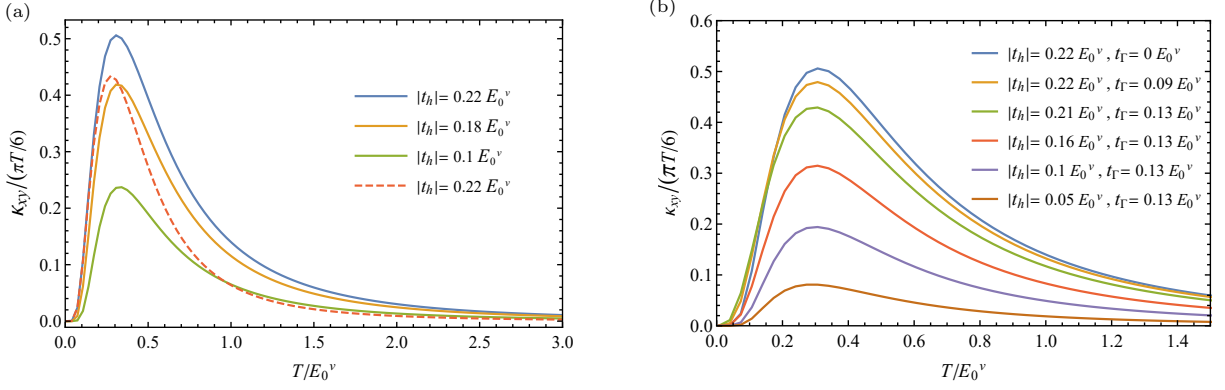 (a)
κxy/(πT/6)
0.5
0.4
0.3
0.2
0.1
0.0
0.0 0.5 1.0 1.5 2.0 2.5 3.0
T/E₀ᵛ
|tₕ|= 0.22 E₀ᵛ
|tₕ|= 0.18 E₀ᵛ
|tₕ|= 0.1 E₀ᵛ
|tₕ|= 0.22 E₀ᵛ
(b)
κxy/(πT/6)
0.6
0.5
0.4
0.3
0.2
0.1
0.0
0.0 0.2 0.4 0.6 0.8 1.0 1.2 1.4
T/E₀ᵛ
|tₕ|= 0.22 E₀ᵛ , t_Γ= 0 E₀ᵛ
|tₕ|= 0.22 E₀ᵛ , t_Γ= 0.09 E₀ᵛ
|tₕ|= 0.21 E₀ᵛ , t_Γ= 0.13 E₀ᵛ
|tₕ|= 0.16 E₀ᵛ , t_Γ= 0.13 E₀ᵛ
|tₕ|= 0.1 E₀ᵛ , t_Γ= 0.13 E₀ᵛ
|tₕ|= 0.05 E₀ᵛ , t_Γ= 0.13 E₀ᵛ